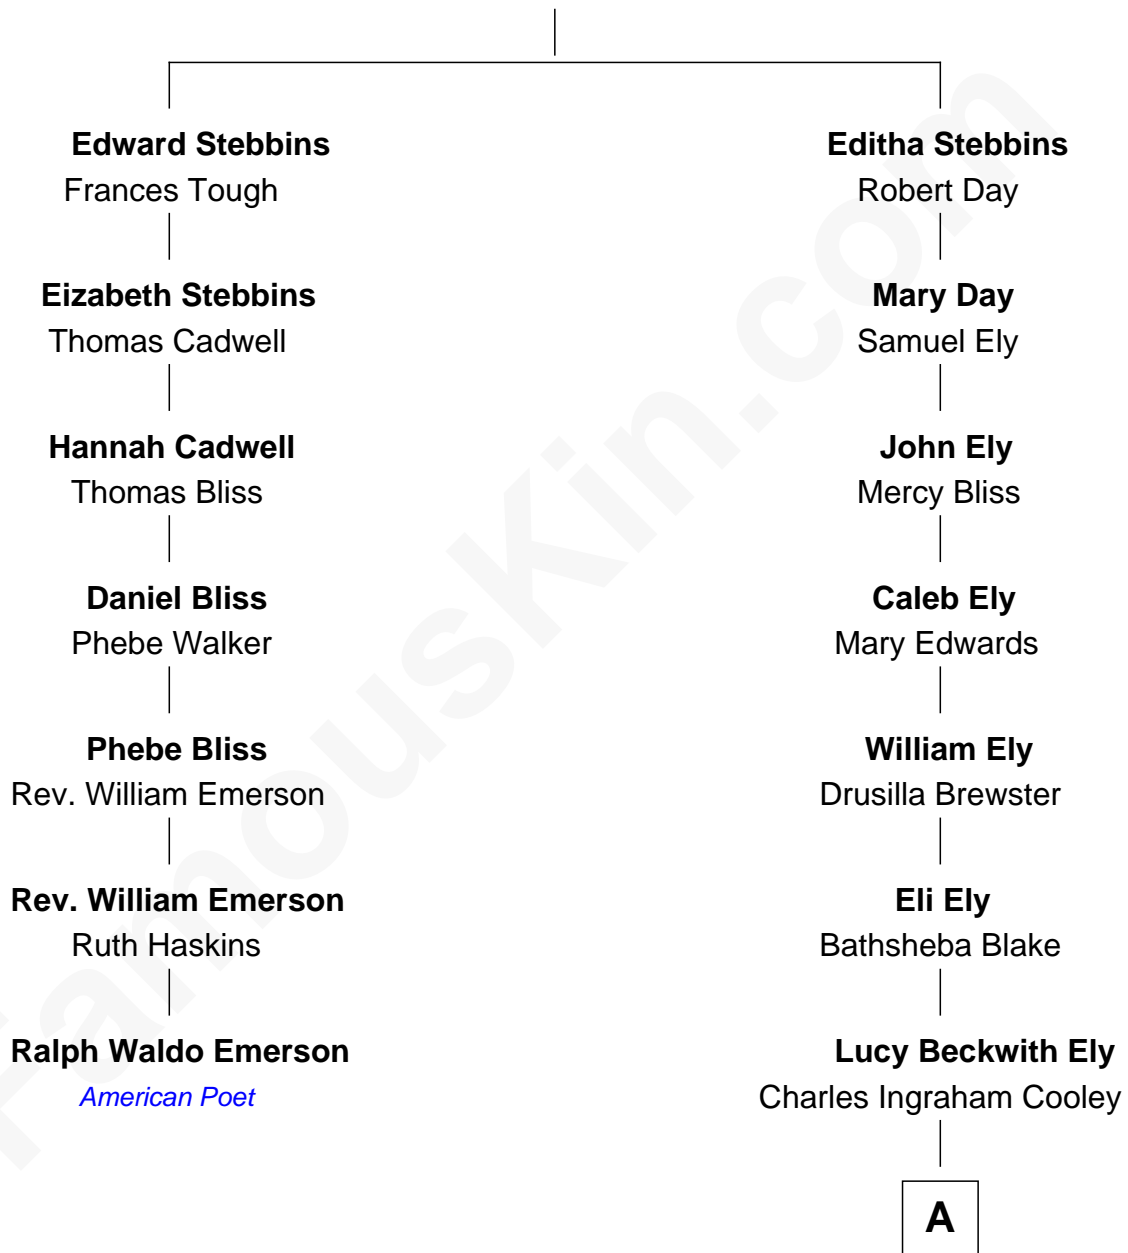 Edward Stebbins
Frances Tough
Eizabeth Stebbins
Thomas Cadwell
Hannah Cadwell
Thomas Bliss
Daniel Bliss
Phebe Walker
Phebe Bliss
Rev. William Emerson
Rev. William Emerson
Ruth Haskins
Ralph Waldo Emerson
American Poet
Editha Stebbins
Robert Day
Mary Day
Samuel Ely
John Ely
Mercy Bliss
Caleb Ely
Mary Edwards
William Ely
Drusilla Brewster
Eli Ely
Bathsheba Blake
Lucy Beckwith Ely
Charles Ingraham Cooley
A
FamousKin.com